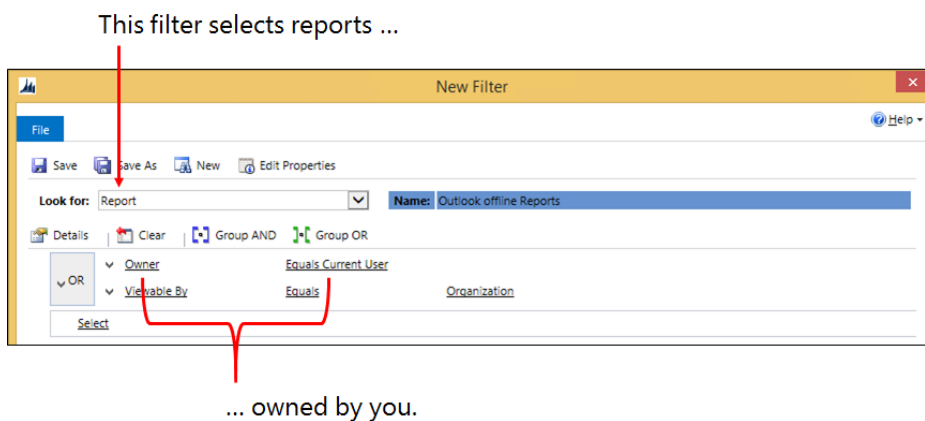 This filter selects reports ...
New Filter
File
Help
Save Save As New Edit Properties
Look for: Report Name: Outlook offline Reports
Details Clear Group AND Group OR
OR
Owner Equals Current User
Viewable By Equals Organization
Select
... owned by you.